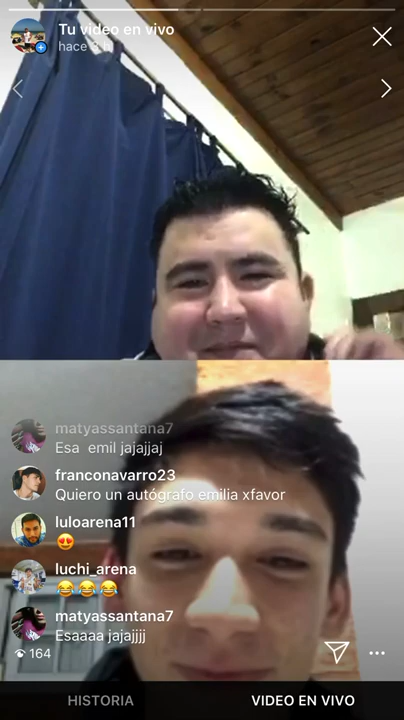 Tu video en vivo
hace 3 h
matyassantana7
Esa emil jajajjaj
franconavarro23
Quiero un autógrafo emilia xfavor
luloarena11
😍
luchi_arena
😂😂😂
matyassantana7
Esaaaa jajajjjj
164
HISTORIA
VIDEO EN VIVO